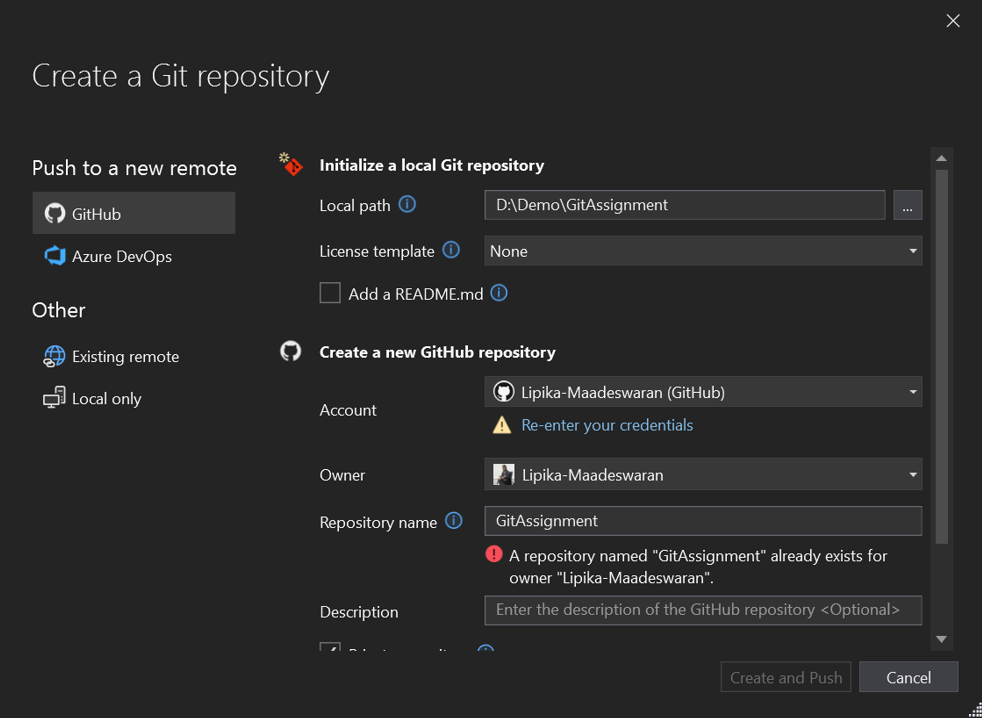 Create a Git repository
Push to a new remote
GitHub
Azure DevOps
Other
Existing remote
Local only
Initialize a local Git repository
Local path D:\Demo\GitAssignment ...
License template None
Add a README.md
Create a new GitHub repository
Account Lipika-Maadeswaran (GitHub)
Re-enter your credentials
Owner Lipika-Maadeswaran
Repository name GitAssignment
A repository named "GitAssignment" already exists for
owner "Lipika-Maadeswaran".
Description Enter the description of the GitHub repository <Optional>
Create and Push Cancel